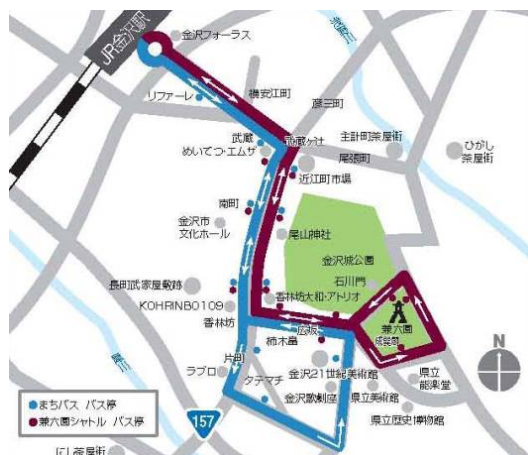 JR金沢駅
金沢フォーラス
リファーレ
横安江町
彦三町
武蔵
めいてつ・エムザ
武蔵ヶ辻
主計町茶屋街
ひがし
茶屋街
尾張町
近江町市場
南町
金沢市
文化ホール
尾山神社
金沢城公園
石川門
長町武家屋敷跡
香林坊大和・アトリオ
KOHRINBO109
香林坊
広坂
兼六園
成巽閣
柿木畠
片町
ラブロ
タテマチ
金沢21世紀美術館
金沢歌劇座
県立美術館
県立
能楽堂
県立歴史博物館
N
まちバス バス停
兼六園シャトル バス停
157
にし茶屋街